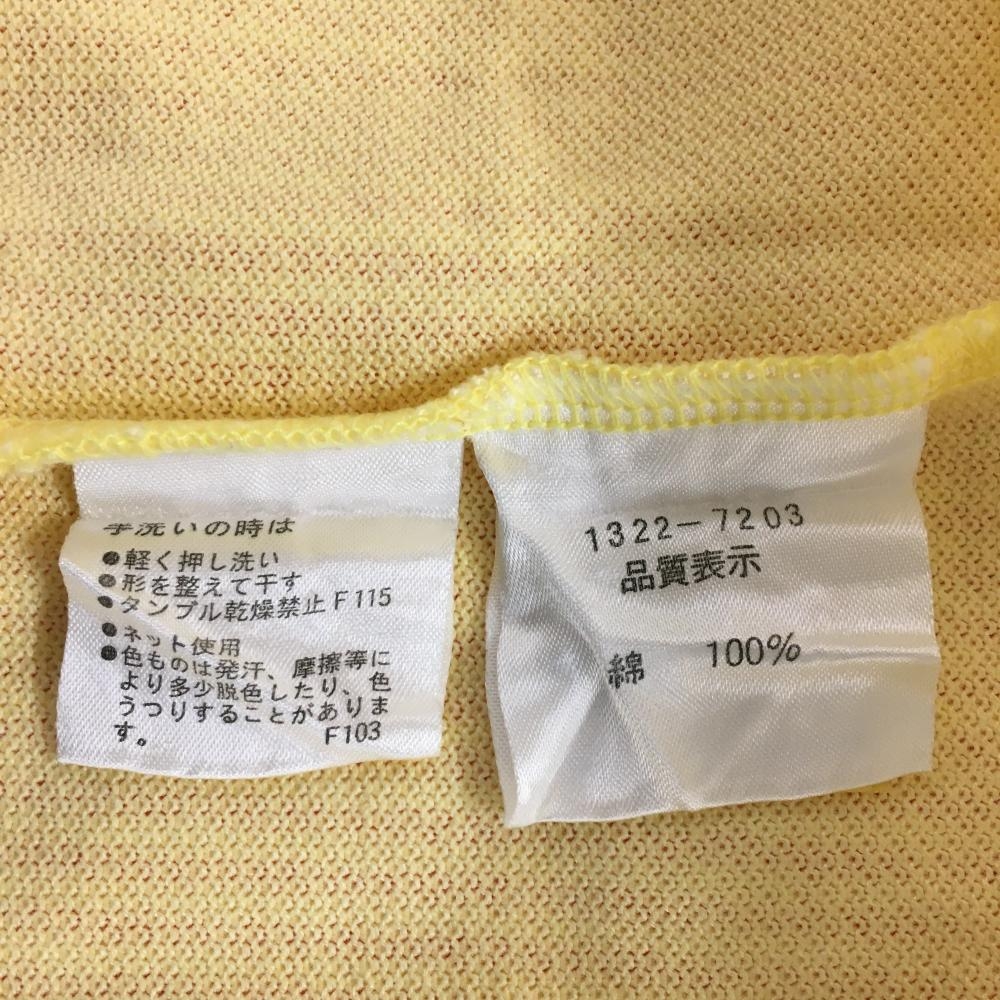 手洗いの時は
●軽く押し洗い
●形を整えて干す
●タンブル乾燥禁止 F115
●ネット使用
●色ものは発汗、摩擦等に
より多少脱色したり、色
うつりすることがありま
す。 F103
1322-7203
品質表示
綿 100%